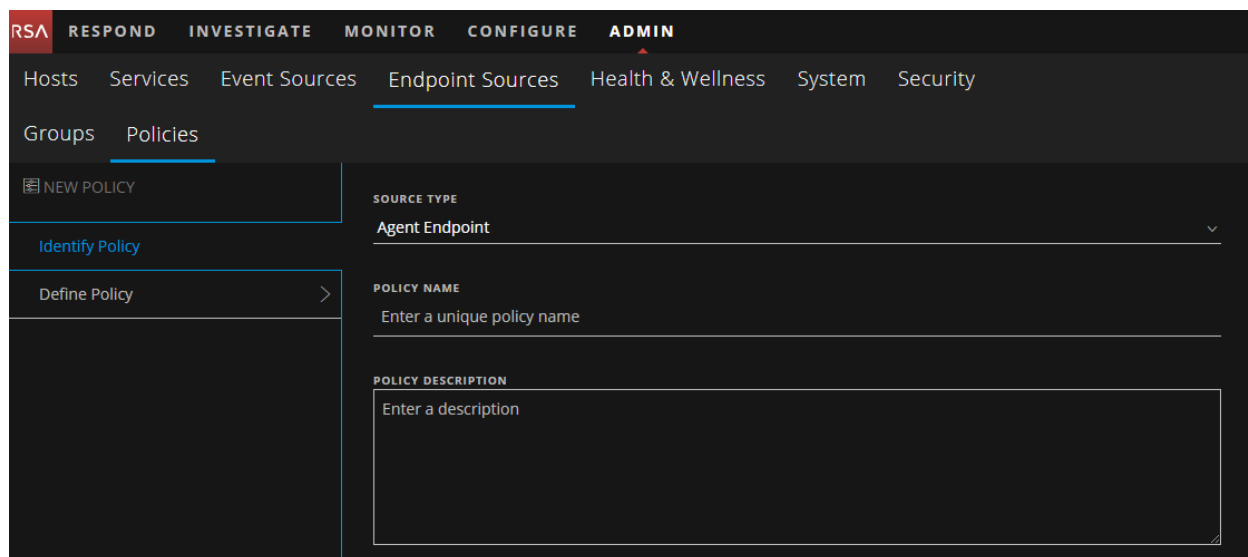 RSA RESPOND INVESTIGATE MONITOR CONFIGURE ADMIN
Hosts Services Event Sources Endpoint Sources Health & Wellness System Security
Groups Policies
NEW POLICY
Identify Policy
Define Policy
SOURCE TYPE
Agent Endpoint
POLICY NAME
Enter a unique policy name
POLICY DESCRIPTION
Enter a description